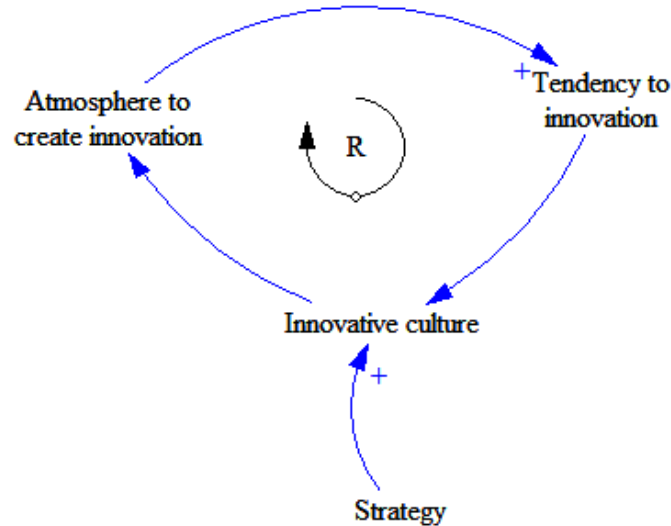 +
Atmosphere to
create innovation
Tendency to
innovation
R
Innovative culture
+
Strategy